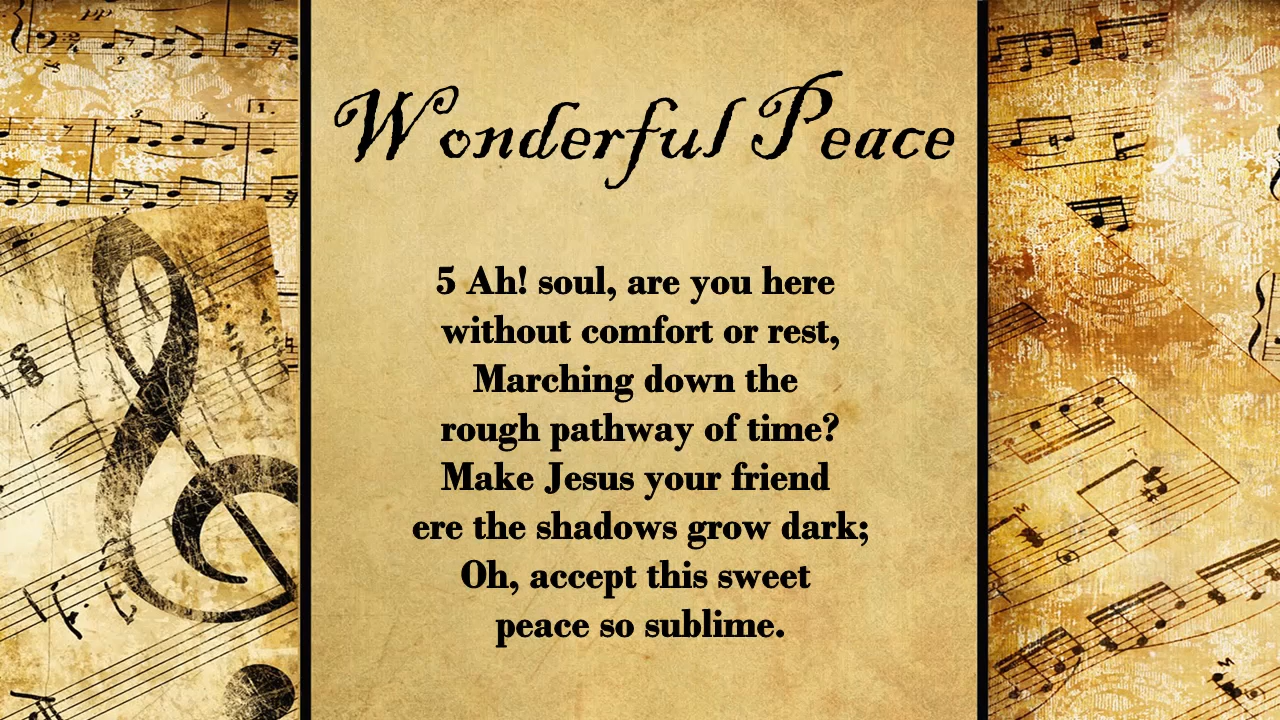 Wonderful Peace
5 Ah! soul, are you here
without comfort or rest,
Marching down the
rough pathway of time?
Make Jesus your friend
ere the shadows grow dark;
Oh, accept this sweet
peace so sublime.